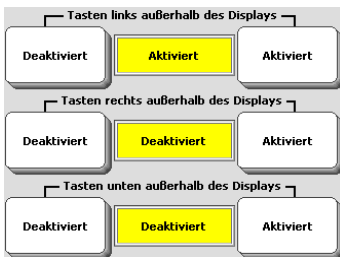 Tasten links außerhalb des Displays
Deaktiviert Aktiviert Aktiviert
Tasten rechts außerhalb des Displays
Deaktiviert Deaktiviert Aktiviert
Tasten unten außerhalb des Displays
Deaktiviert Deaktiviert Aktiviert